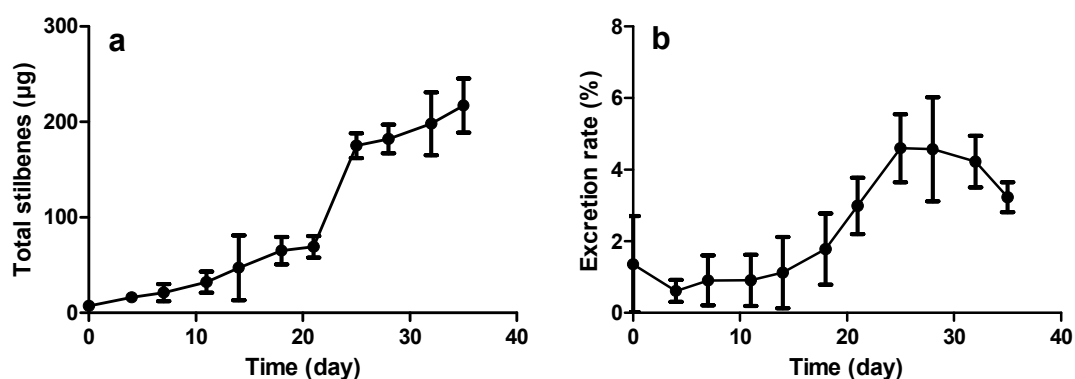 a
Total stilbenes (μg)
300
200
100
0
0 10 20 30 40
Time (day)
b
Excretion rate (%)
8
6
4
2
0
0 10 20 30 40
Time (day)